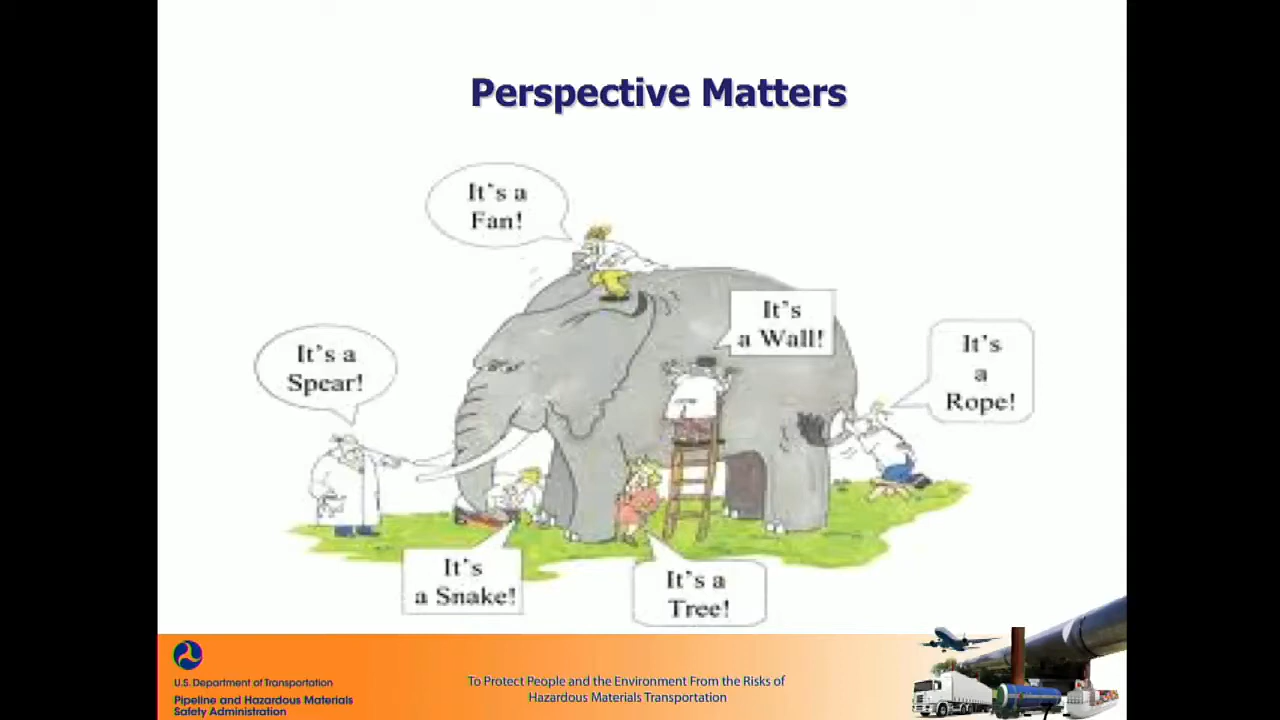 Perspective Matters
It's a
Fan!
It's
a Wall!
It's a
Spear!
It's
a
Rope!
It's
a Snake!
It's a
Tree!
U.S. Department of Transportation
Pipeline and Hazardous Materials
Safety Administration
To Protect People and the Environment From the Risks of
Hazardous Materials Transportation